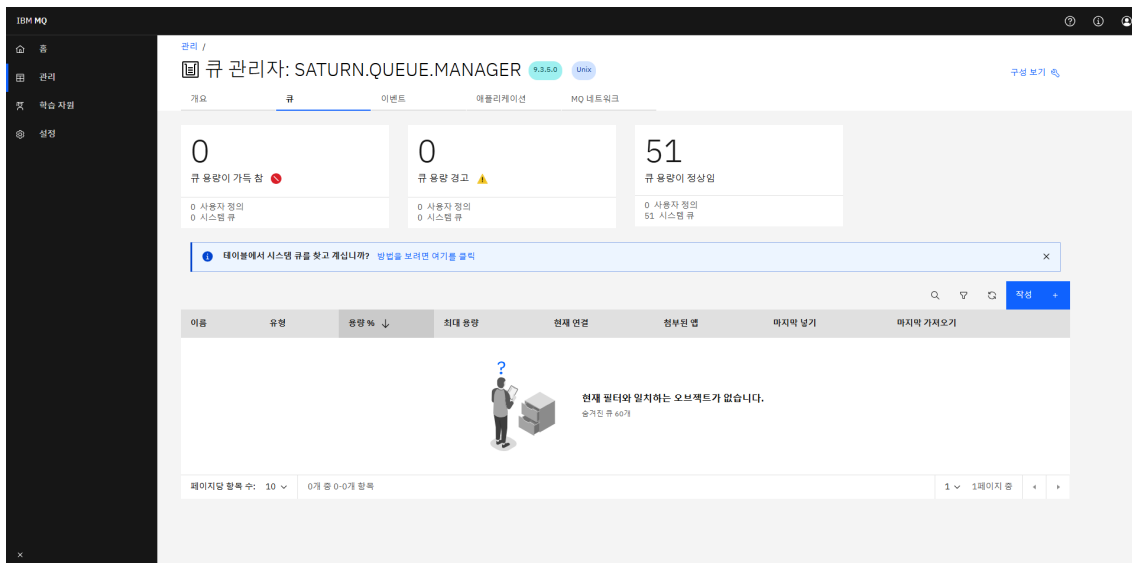 IBM MQ
홈
관리
학습 자원
설정
관리 /
큐 관리자: SATURN.QUEUE.MANAGER 9.3.5.0 Unix
구성 보기
개요 큐 이벤트 애플리케이션 MQ 네트워크
0
큐 용량이 가득 참
0 사용자 정의
0 시스템 큐
0
큐 용량 경고
0 사용자 정의
0 시스템 큐
51
큐 용량이 정상임
0 사용자 정의
51 시스템 큐
테이블에서 시스템 큐를 찾고 계십니까? 방법을 보려면 여기를 클릭
작성 +
이름 유형 용량 % 최대 용량 현재 연결 첨부된 앱 마지막 넣기 마지막 가져오기
?
현재 필터와 일치하는 오브젝트가 없습니다.
숨겨진 큐 60개
페이지당 항목 수: 10 0개 중 0-0개 항목 1 1페이지 중